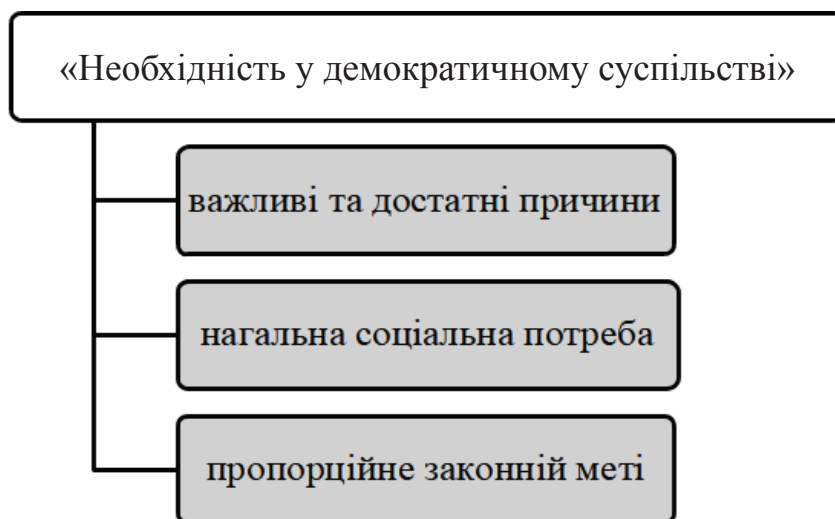 «Необхідність у демократичному суспільстві»
важливі та достатні причини
нагальна соціальна потреба
пропорційне законній меті